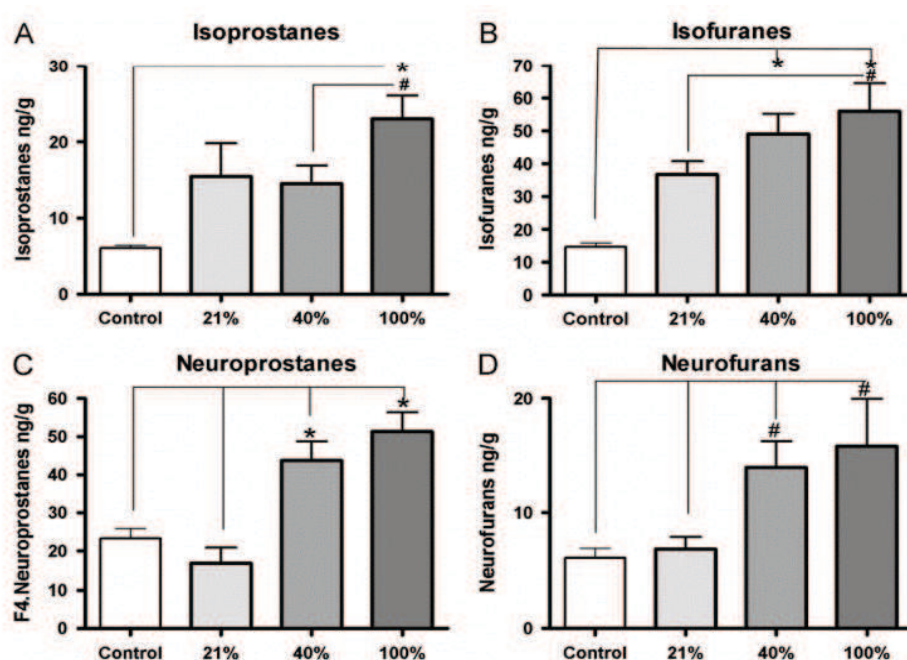 A
Isoprostanes
Isoprostanes ng/g
30
20
10
0
*
#
Control 21% 40% 100%
B
Isofuranes
Isofuranes ng/g
70
60
50
40
30
20
10
0
* *
#
Control 21% 40% 100%
C
Neuroprostanes
F4.Neuroprostanes ng/g
60
50
40
30
20
10
0
* *
Control 21% 40% 100%
D
Neurofurans
Neurofurans ng/g
20
10
0
# #
Control 21% 40% 100%